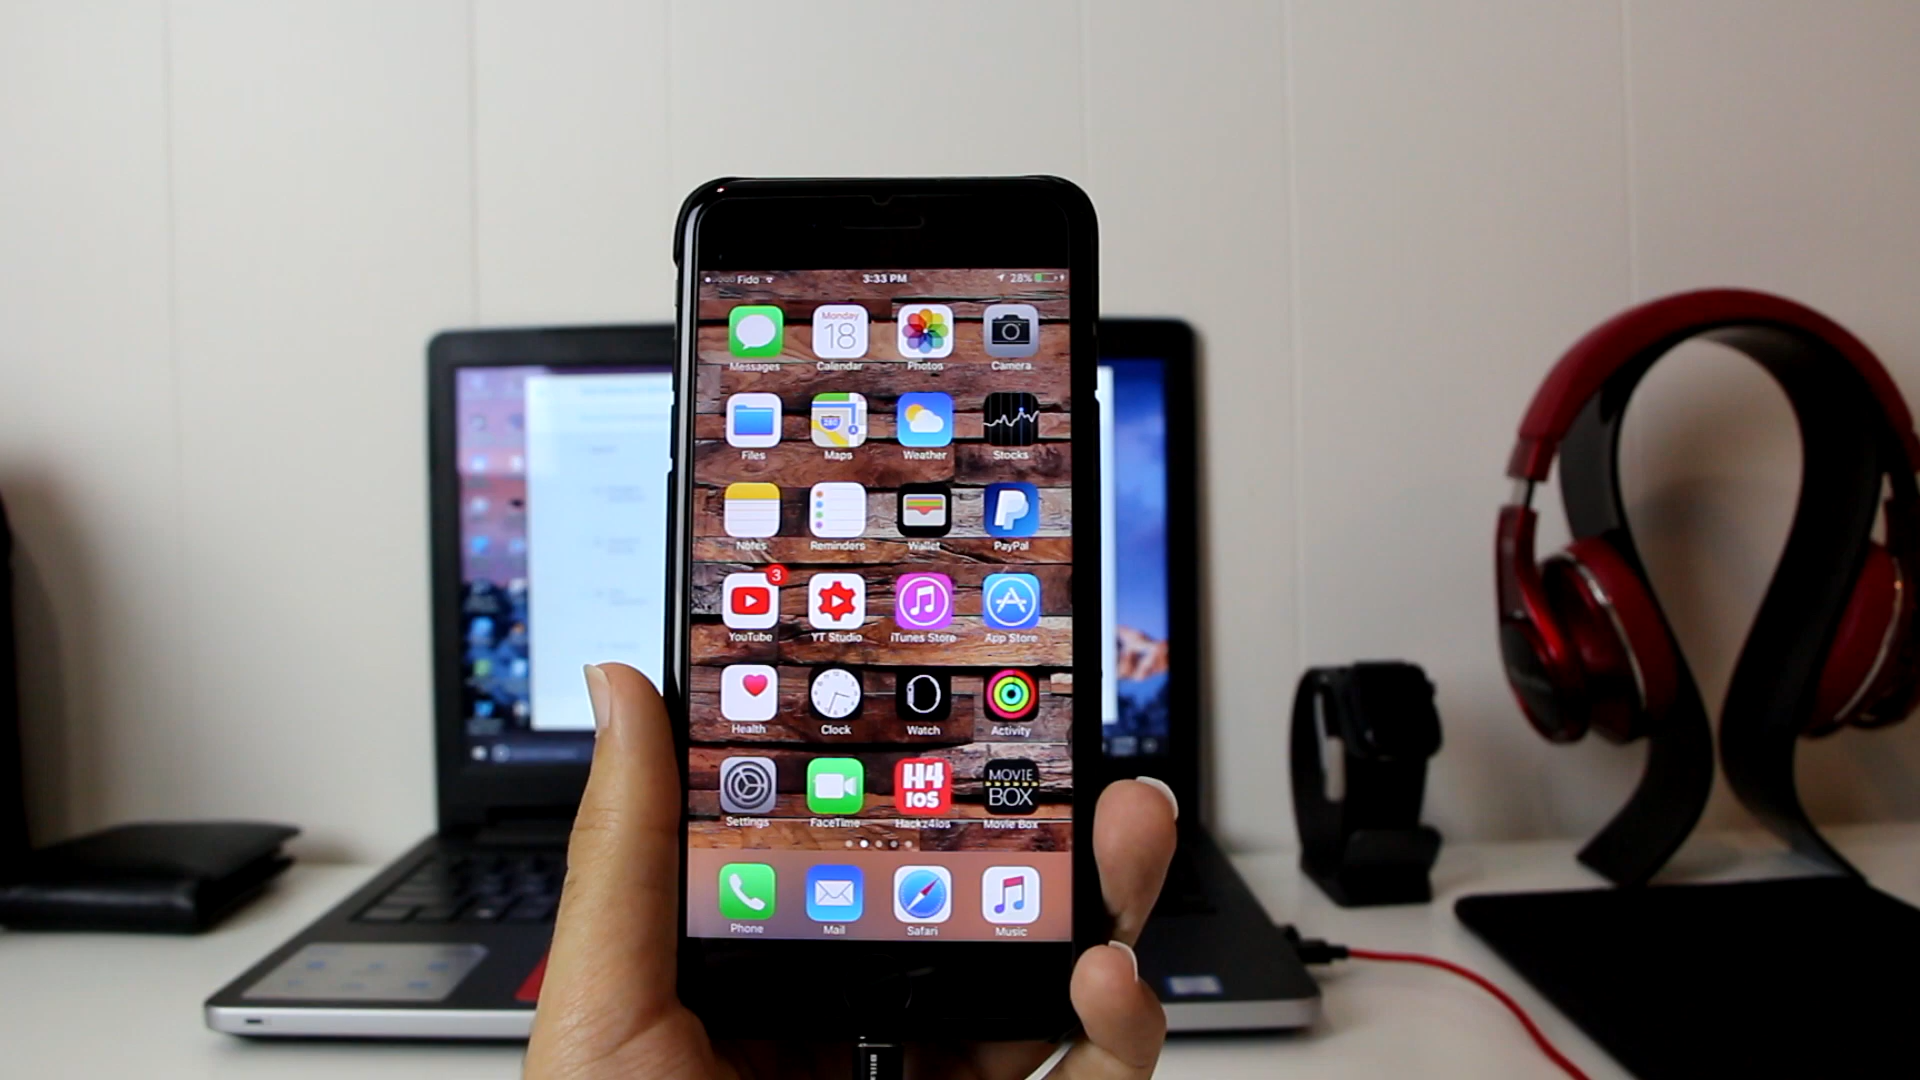 Fido 3:33 PM 28%
Monday
18
Messages Calendar Photos Camera
280
Files Maps Weather Stocks
Notes Reminders Wallet PayPal
3
YouTube YT Studio iTunes Store App Store
Health Clock Watch Activity
H4
iOS
MOVIE
BOX
Settings FaceTime Hackz4ios Movie Box
Phone Mail Safari Music